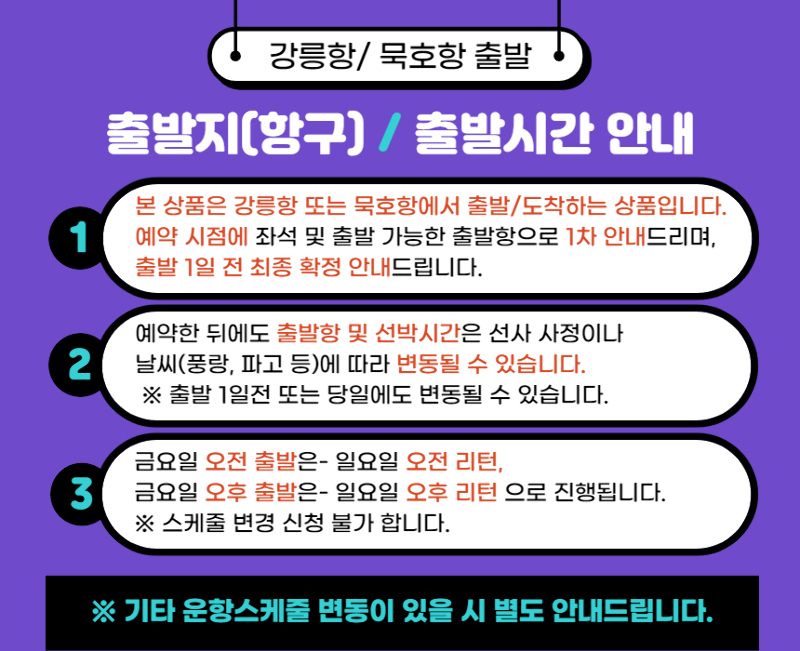 강릉항/ 묵호항 출발
출발지(항구) / 출발시간 안내
1
본 상품은 강릉항 또는 묵호항에서 출발/도착하는 상품입니다.
예약 시점에 좌석 및 출발 가능한 출발항으로 1차 안내드리며,
출발 1일 전 최종 확정 안내드립니다.
2
예약한 뒤에도 출발항 및 선박시간은 선사 사정이나
날씨(풍랑, 파고 등)에 따라 변동될 수 있습니다.
※ 출발 1일전 또는 당일에도 변동될 수 있습니다.
3
금요일 오전 출발은- 일요일 오전 리턴,
금요일 오후 출발은- 일요일 오후 리턴 으로 진행됩니다.
※ 스케줄 변경 신청 불가 합니다.
※ 기타 운항스케줄 변동이 있을 시 별도 안내드립니다.